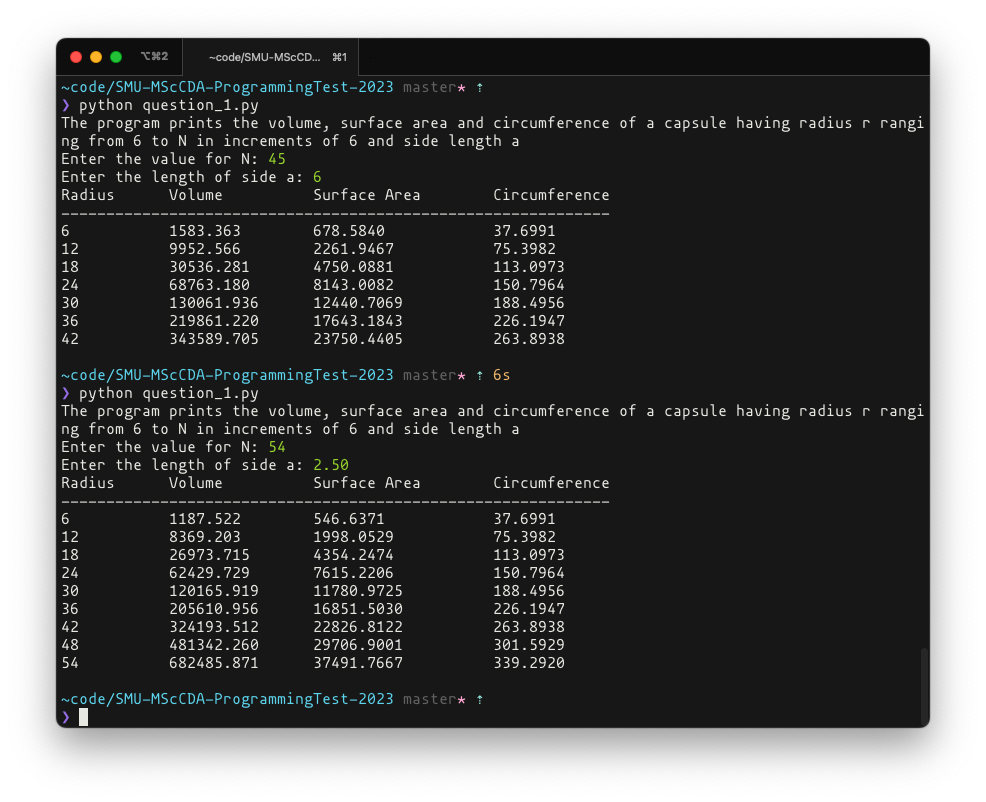 ⌥⌘2 ~code/SMU-MScCD... ⌘1
~code/SMU-MScCDA-ProgrammingTest-2023 master* ⇡
❯ python question_1.py
The program prints the volume, surface area and circumference of a capsule having radius r rangi
ng from 6 to N in increments of 6 and side length a
Enter the value for N: 45
Enter the length of side a: 6
Radius Volume Surface Area Circumference
-------------------------------------------------------------
6 1583.363 678.5840 37.6991
12 9952.566 2261.9467 75.3982
18 30536.281 4750.0881 113.0973
24 68763.180 8143.0082 150.7964
30 130061.936 12440.7069 188.4956
36 219861.220 17643.1843 226.1947
42 343589.705 23750.4405 263.8938
~code/SMU-MScCDA-ProgrammingTest-2023 master* ⇡ 6s
❯ python question_1.py
The program prints the volume, surface area and circumference of a capsule having radius r rangi
ng from 6 to N in increments of 6 and side length a
Enter the value for N: 54
Enter the length of side a: 2.50
Radius Volume Surface Area Circumference
-------------------------------------------------------------
6 1187.522 546.6371 37.6991
12 8369.203 1998.0529 75.3982
18 26973.715 4354.2474 113.0973
24 62429.729 7615.2206 150.7964
30 120165.919 11780.9725 188.4956
36 205610.956 16851.5030 226.1947
42 324193.512 22826.8122 263.8938
48 481342.260 29706.9001 301.5929
54 682485.871 37491.7667 339.2920
~code/SMU-MScCDA-ProgrammingTest-2023 master* ⇡
❯